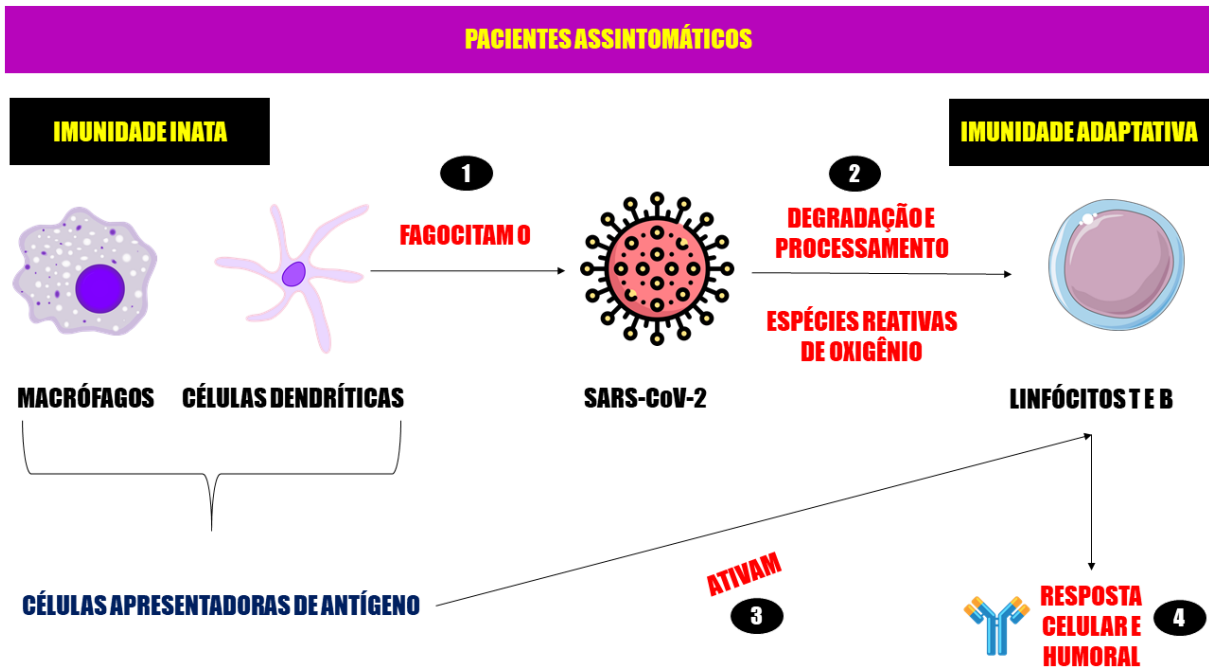 PACIENTES ASSINTOMÁTICOS
IMUNIDADE INATA
IMUNIDADE ADAPTATIVA
1
2
FAGOCITAM O
DEGRADAÇÃO E
PROCESSAMENTO
ESPÉCIES REATIVAS
DE OXIGÊNIO
MACRÓFAGOS
CÉLULAS DENDRÍTICAS
SARS-CoV-2
LINFÓCITOS T E B
CÉLULAS APRESENTADORAS DE ANTÍGENO
ATIVAM
3
RESPOSTA
CELULAR E
HUMORAL
4